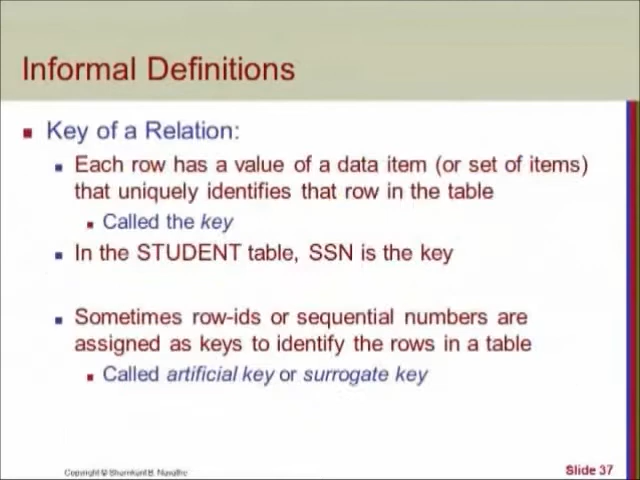 Informal Definitions
Key of a Relation:
Each row has a value of a data item (or set of items)
that uniquely identifies that row in the table
Called the key
In the STUDENT table, SSN is the key
Sometimes row-ids or sequential numbers are
assigned as keys to identify the rows in a table
Called artificial key or surrogate key
Copyright © Shamkant B. Navathe
Slide 37